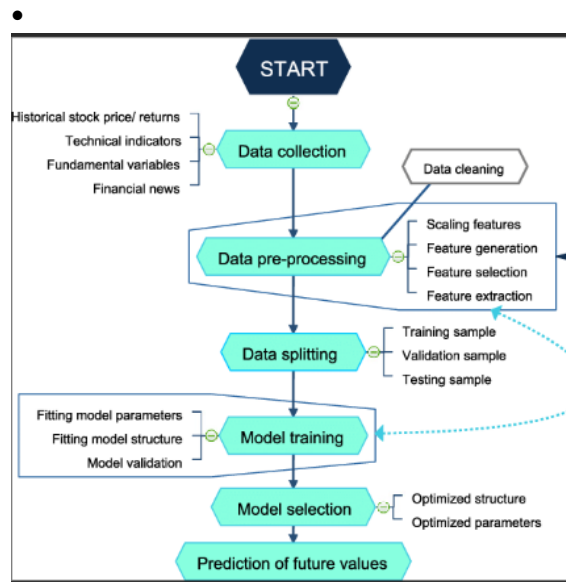 START
Historical stock price/ returns
Technical indicators
Fundamental variables
Financial news
Data collection
Data cleaning
Data pre-processing
Scaling features
Feature generation
Feature selection
Feature extraction
Data splitting
Training sample
Validation sample
Testing sample
Fitting model parameters
Fitting model structure
Model validation
Model training
Model selection
Optimized structure
Optimized parameters
Prediction of future values